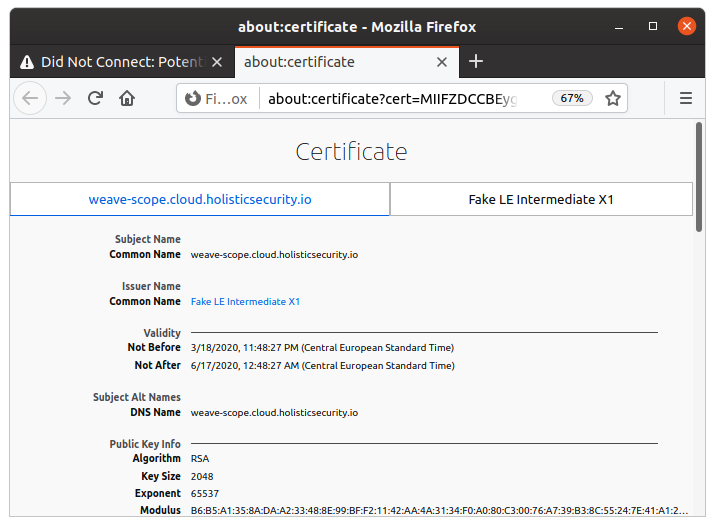 about:certificate - Mozilla Firefox
Did Not Connect: Potent
about:certificate
Fi...ox about:certificate?cert=MIIFZDCCBEyg 67%
Certificate
weave-scope.cloud.holisticsecurity.io Fake LE Intermediate X1
Subject Name
Common Name weave-scope.cloud.holisticsecurity.io
Issuer Name
Common Name Fake LE Intermediate X1
Validity
Not Before 3/18/2020, 11:48:27 PM (Central European Standard Time)
Not After 6/17/2020, 12:48:27 AM (Central European Standard Time)
Subject Alt Names
DNS Name weave-scope.cloud.holisticsecurity.io
Public Key Info
Algorithm RSA
Key Size 2048
Exponent 65537
Modulus B6:B5:A1:35:8A:DA:A2:33:48:8E:99:BF:F2:11:42:AA:4A:31:34:F0:A0:80:C3:00:76:A7:39:B3:8C:55:24:7E:41:A1:2...